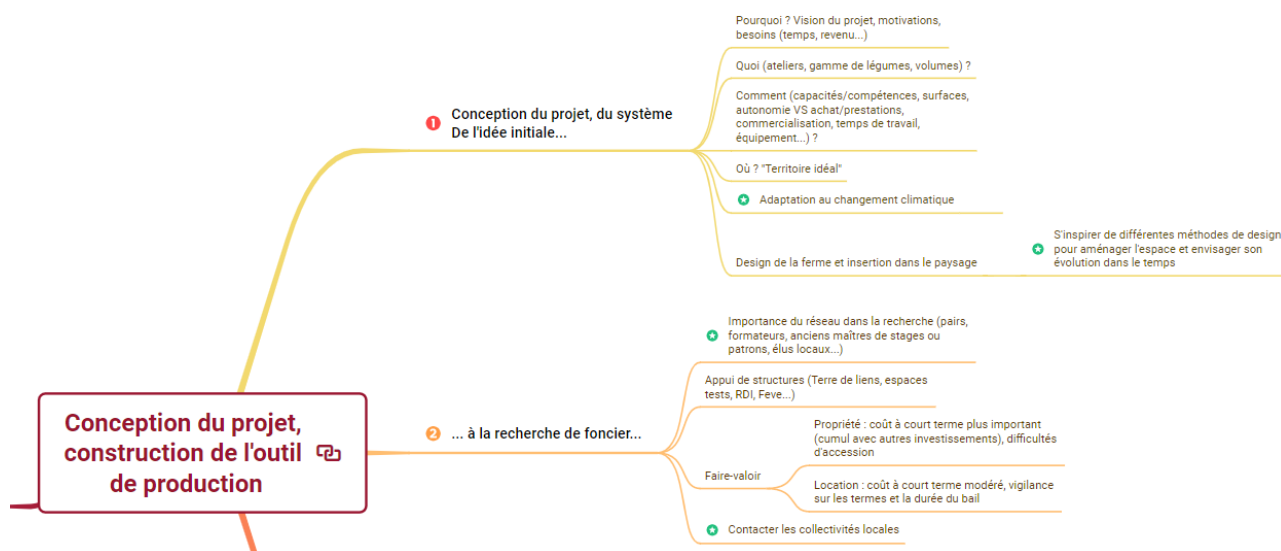 Conception du projet,
construction de l'outil
de production
1
Conception du projet, du système
De l'idée initiale...
Pourquoi ? Vision du projet, motivations,
besoins (temps, revenu...)
Quoi (ateliers, gamme de légumes, volumes) ?
Comment (capacités/compétences, surfaces,
autonomie VS achat/prestations,
commercialisation, temps de travail,
équipement...) ?
Où ? "Territoire idéal"
Adaptation au changement climatique
Design de la ferme et insertion dans le paysage
S'inspirer de différentes méthodes de design
pour aménager l'espace et envisager son
évolution dans le temps
2
... à la recherche de foncier...
Importance du réseau dans la recherche (pairs,
formateurs, anciens maîtres de stages ou
patrons, élus locaux...)
Appui de structures (Terre de liens, espaces
tests, RDI, Feve...)
Faire-valoir
Propriété : coût à court terme plus important
(cumul avec autres investissements), difficultés
d'accession
Location : coût à court terme modéré, vigilance
sur les termes et la durée du bail
Contacter les collectivités locales